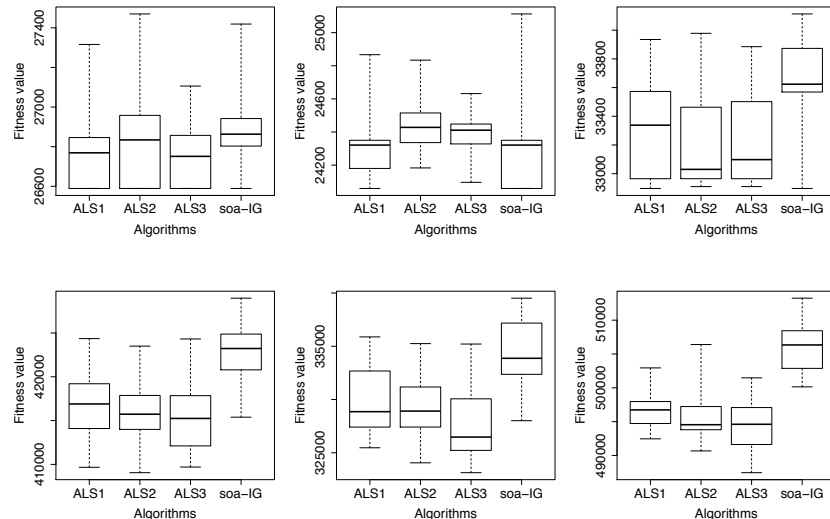 27400
27000
26600
Fitness value
ALS1 ALS2 ALS3 soa−IG
Algorithms
25000
24600
24200
Fitness value
ALS1 ALS2 ALS3 soa−IG
Algorithms
33800
33400
33000
Fitness value
ALS1 ALS2 ALS3 soa−IG
Algorithms
420000
410000
Fitness value
ALS1 ALS2 ALS3 soa−IG
Algorithms
335000
325000
Fitness value
ALS1 ALS2 ALS3 soa−IG
Algorithms
510000
500000
490000
Fitness value
ALS1 ALS2 ALS3 soa−IG
Algorithms